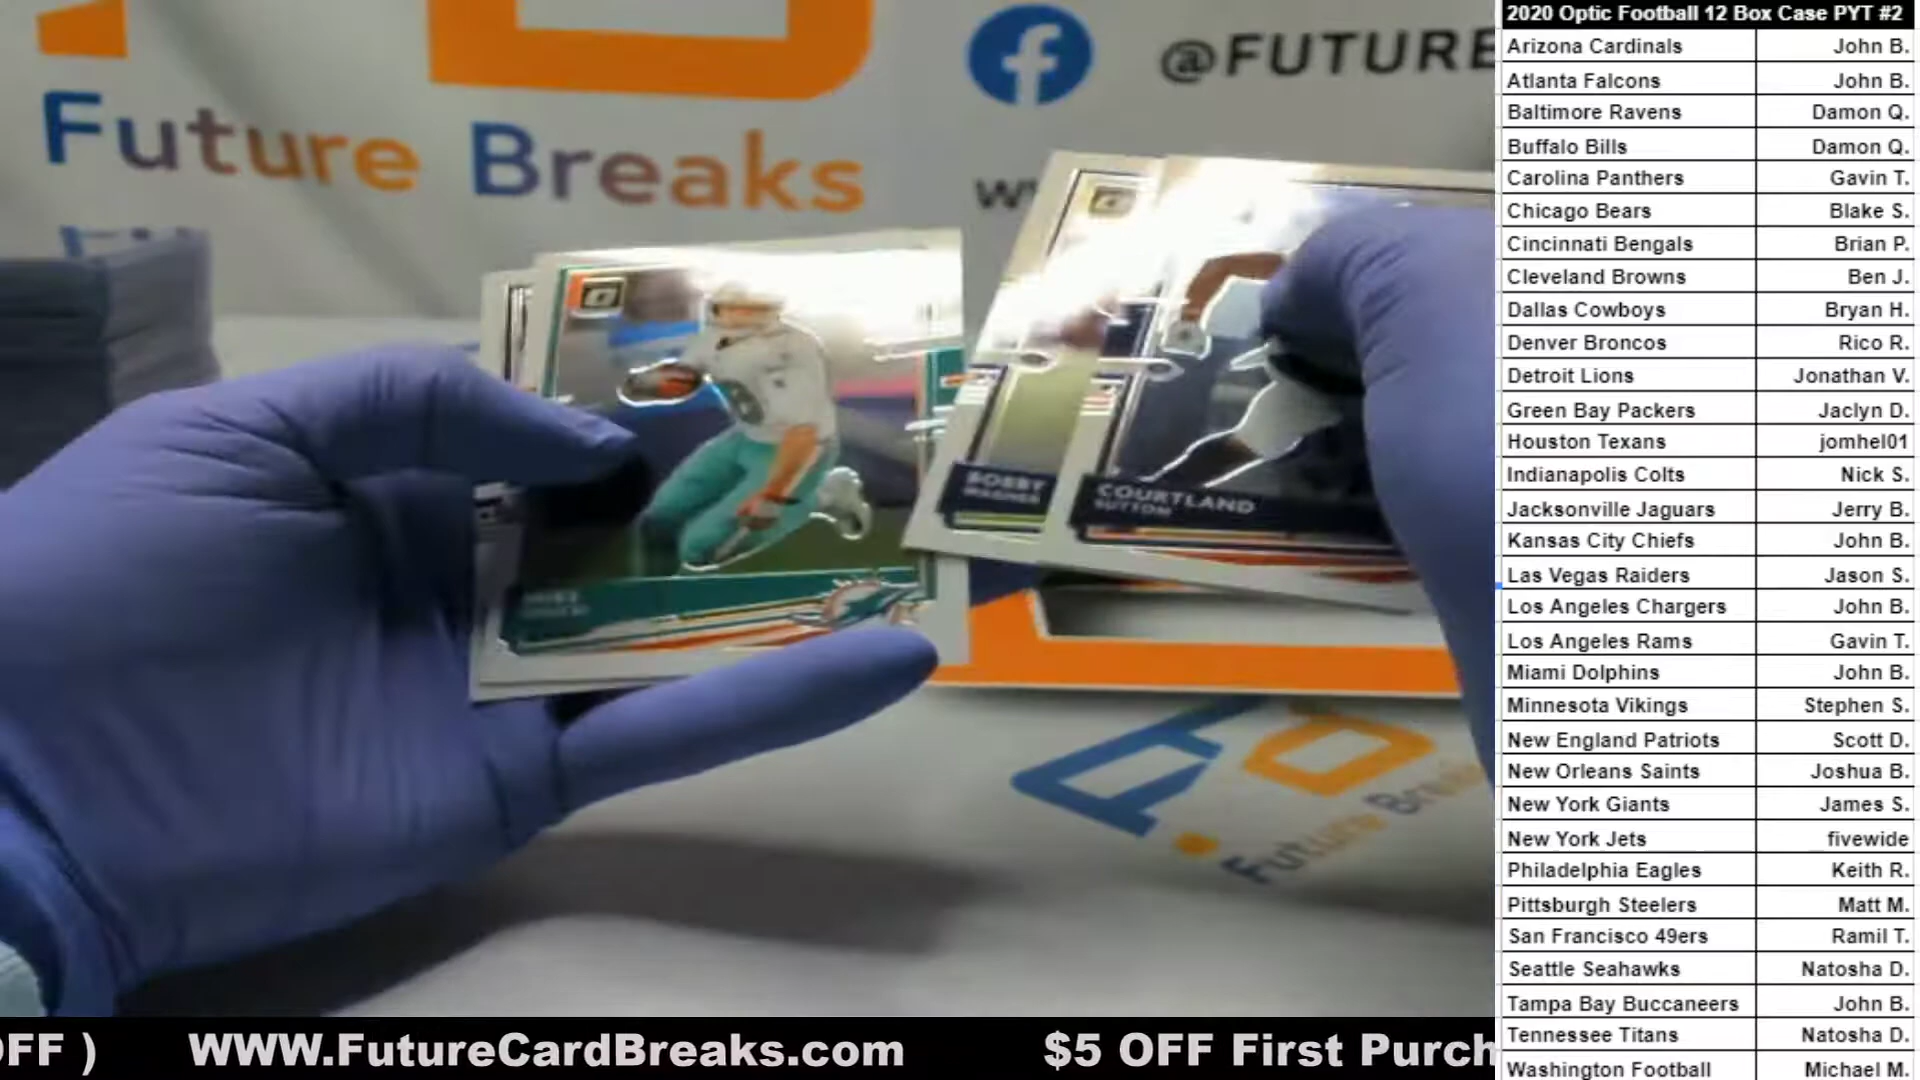 Future Breaks
@FUTURE
W
BOBBY
WAGNER
COURTLAND
SUTTON
Future Breaks
OFF ) WWW.FutureCardBreaks.com $5 OFF First Purch
2020 Optic Football 12 Box Case PYT #2
Arizona Cardinals John B.
Atlanta Falcons John B.
Baltimore Ravens Damon Q.
Buffalo Bills Damon Q.
Carolina Panthers Gavin T.
Chicago Bears Blake S.
Cincinnati Bengals Brian P.
Cleveland Browns Ben J.
Dallas Cowboys Bryan H.
Denver Broncos Rico R.
Detroit Lions Jonathan V.
Green Bay Packers Jaclyn D.
Houston Texans jomhel01
Indianapolis Colts Nick S.
Jacksonville Jaguars Jerry B.
Kansas City Chiefs John B.
Las Vegas Raiders Jason S.
Los Angeles Chargers John B.
Los Angeles Rams Gavin T.
Miami Dolphins John B.
Minnesota Vikings Stephen S.
New England Patriots Scott D.
New Orleans Saints Joshua B.
New York Giants James S.
New York Jets fivewide
Philadelphia Eagles Keith R.
Pittsburgh Steelers Matt M.
San Francisco 49ers Ramil T.
Seattle Seahawks Natosha D.
Tampa Bay Buccaneers John B.
Tennessee Titans Natosha D.
Washington Football Michael M.